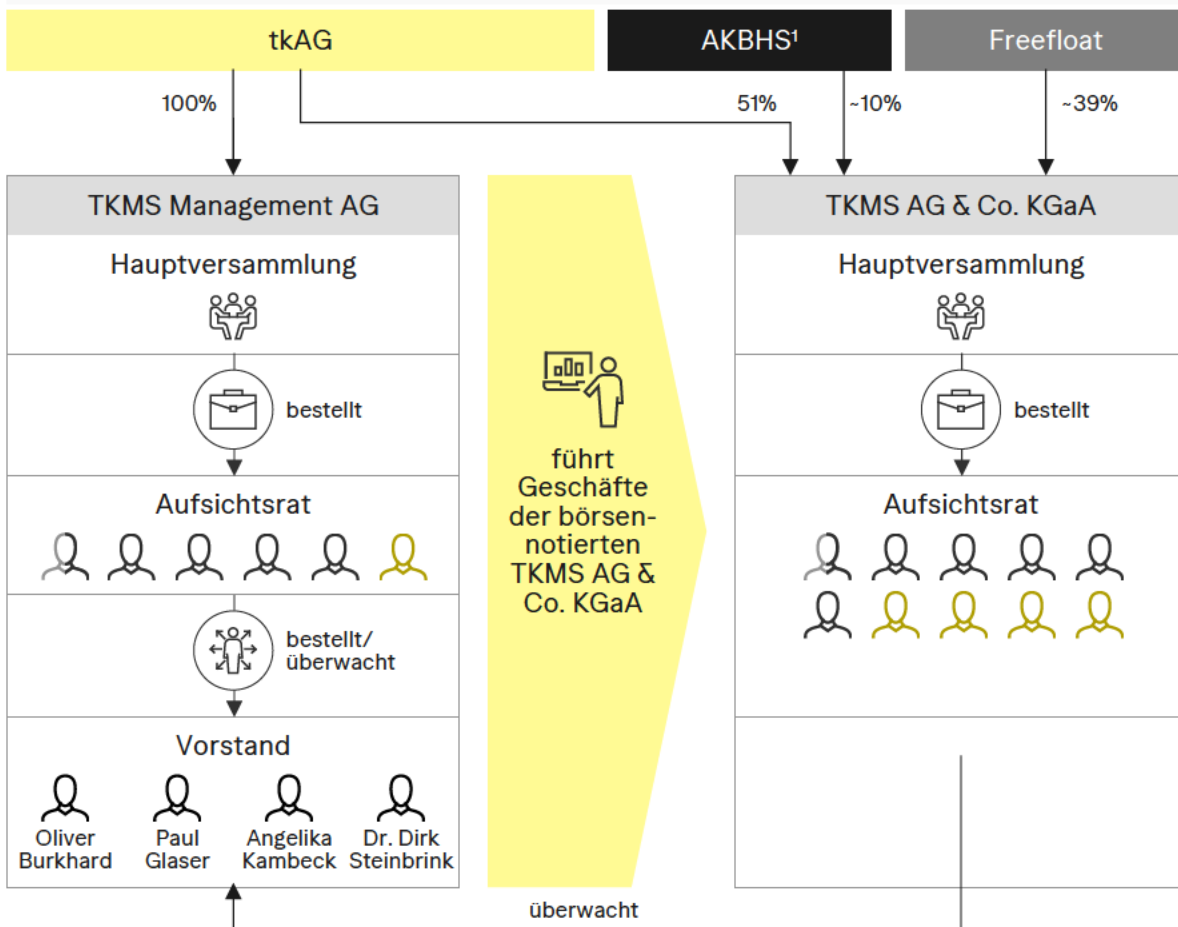 tkAG
AKBHS¹
Freefloat
100%
51%
~10%
~39%
TKMS Management AG
Hauptversammlung
bestellt
Aufsichtsrat
bestellt/
überwacht
Vorstand
Oliver
Burkhard
Paul
Glaser
Angelika
Kambeck
Dr. Dirk
Steinbrink
führt
Geschäfte
der börsen-
notierten
TKMS AG &
Co. KGaA
TKMS AG & Co. KGaA
Hauptversammlung
bestellt
Aufsichtsrat
überwacht